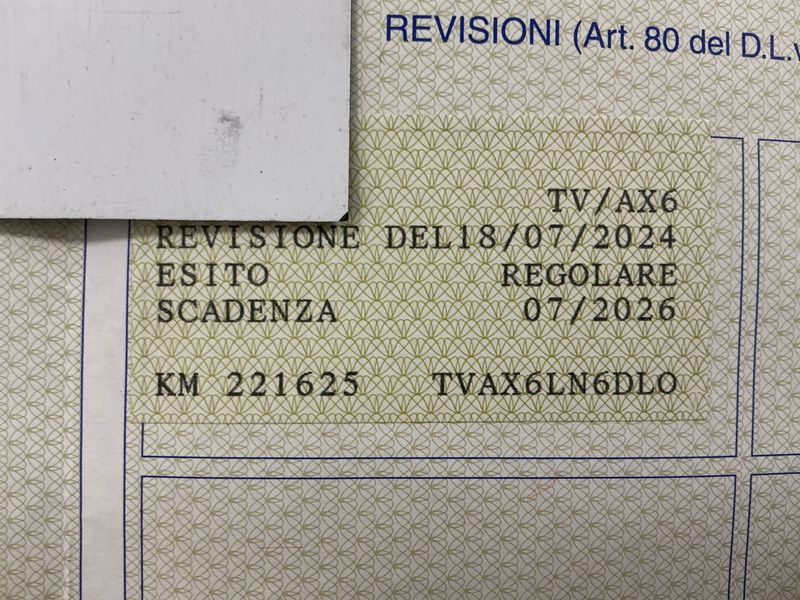 REVISIONI (Art. 80 del D.L.
TV/AX6
REVISIONE DEL18/07/2024
ESITO REGOLARE
SCADENZA 07/2026
KM 221625 TVAX6LN6DLO